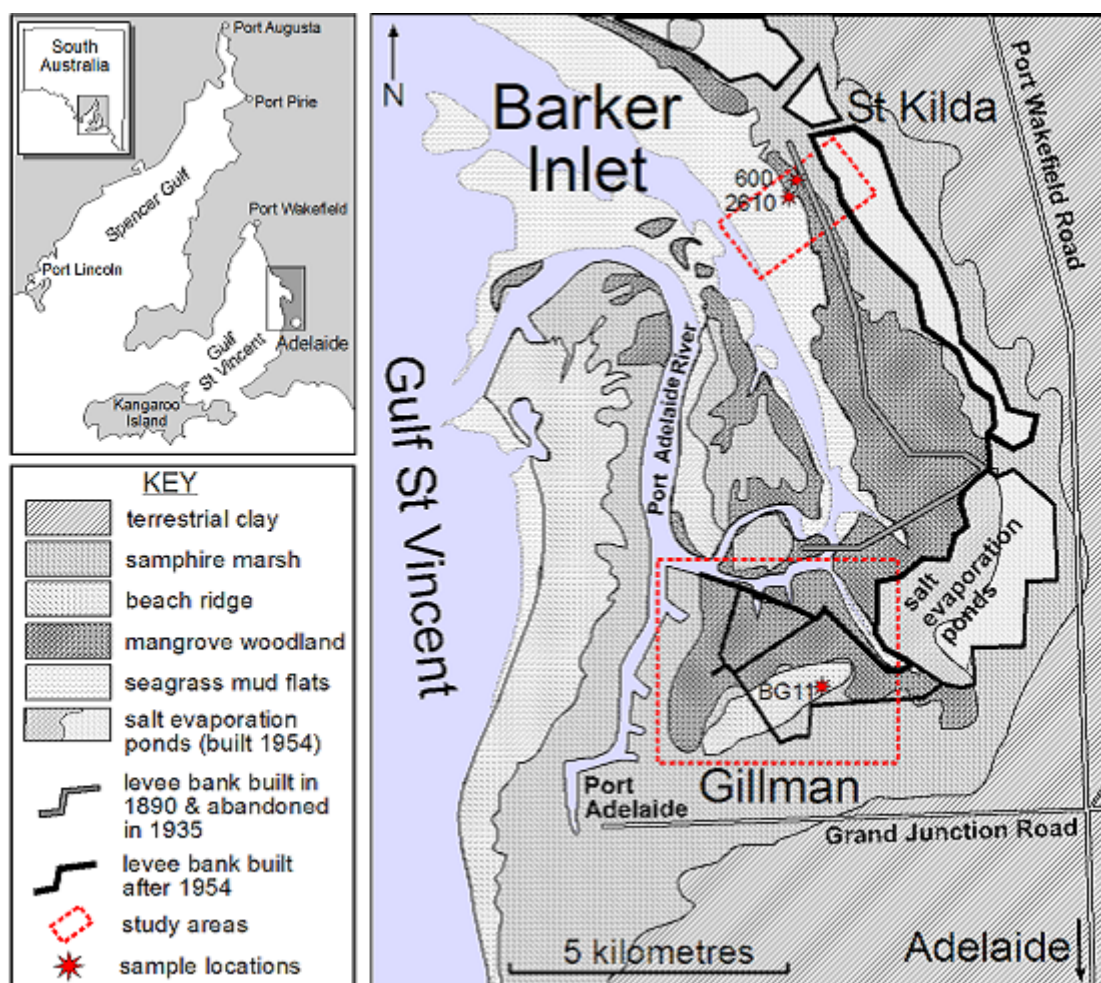 South
Australia
Port Augusta
Port Pirie
Spencer Gulf
Port Wakefield
Port Lincoln
Gulf
St Vincent
Adelaide
Kangaroo
Island
KEY
terrestrial clay
samphire marsh
beach ridge
mangrove woodland
seagrass mud flats
salt evaporation
ponds (built 1954)
levee bank built in
1890 & abandoned
in 1935
levee bank built
after 1954
study areas
sample locations
N
Barker
Inlet
St Kilda
Port Wakefield Road
600
2610
Gulf St Vincent
Port Adelaide River
salt
evaporation
ponds
BG11
Port
Adelaide
Gillman
Grand Junction Road
5 kilometres
Adelaide